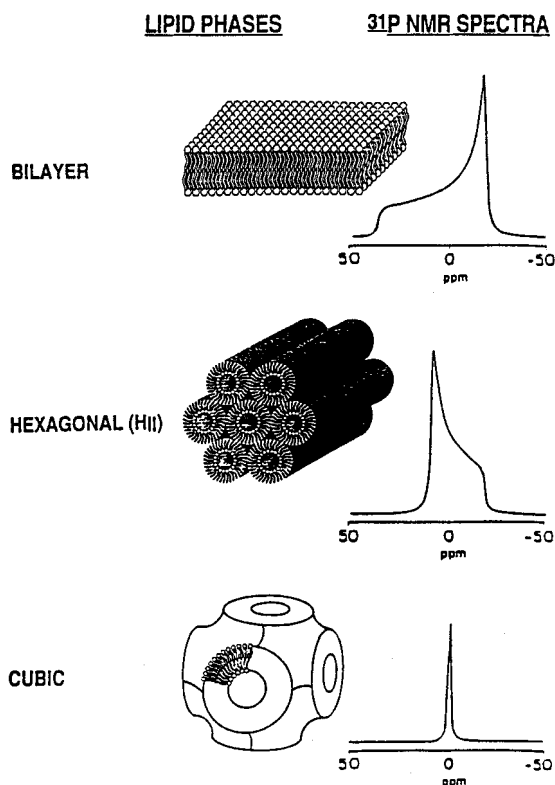 LIPID PHASES
31P NMR SPECTRA
BILAYER
50 0 -50
ppm
HEXAGONAL (HII)
50 0 -50
ppm
CUBIC
50 0 -50
ppm